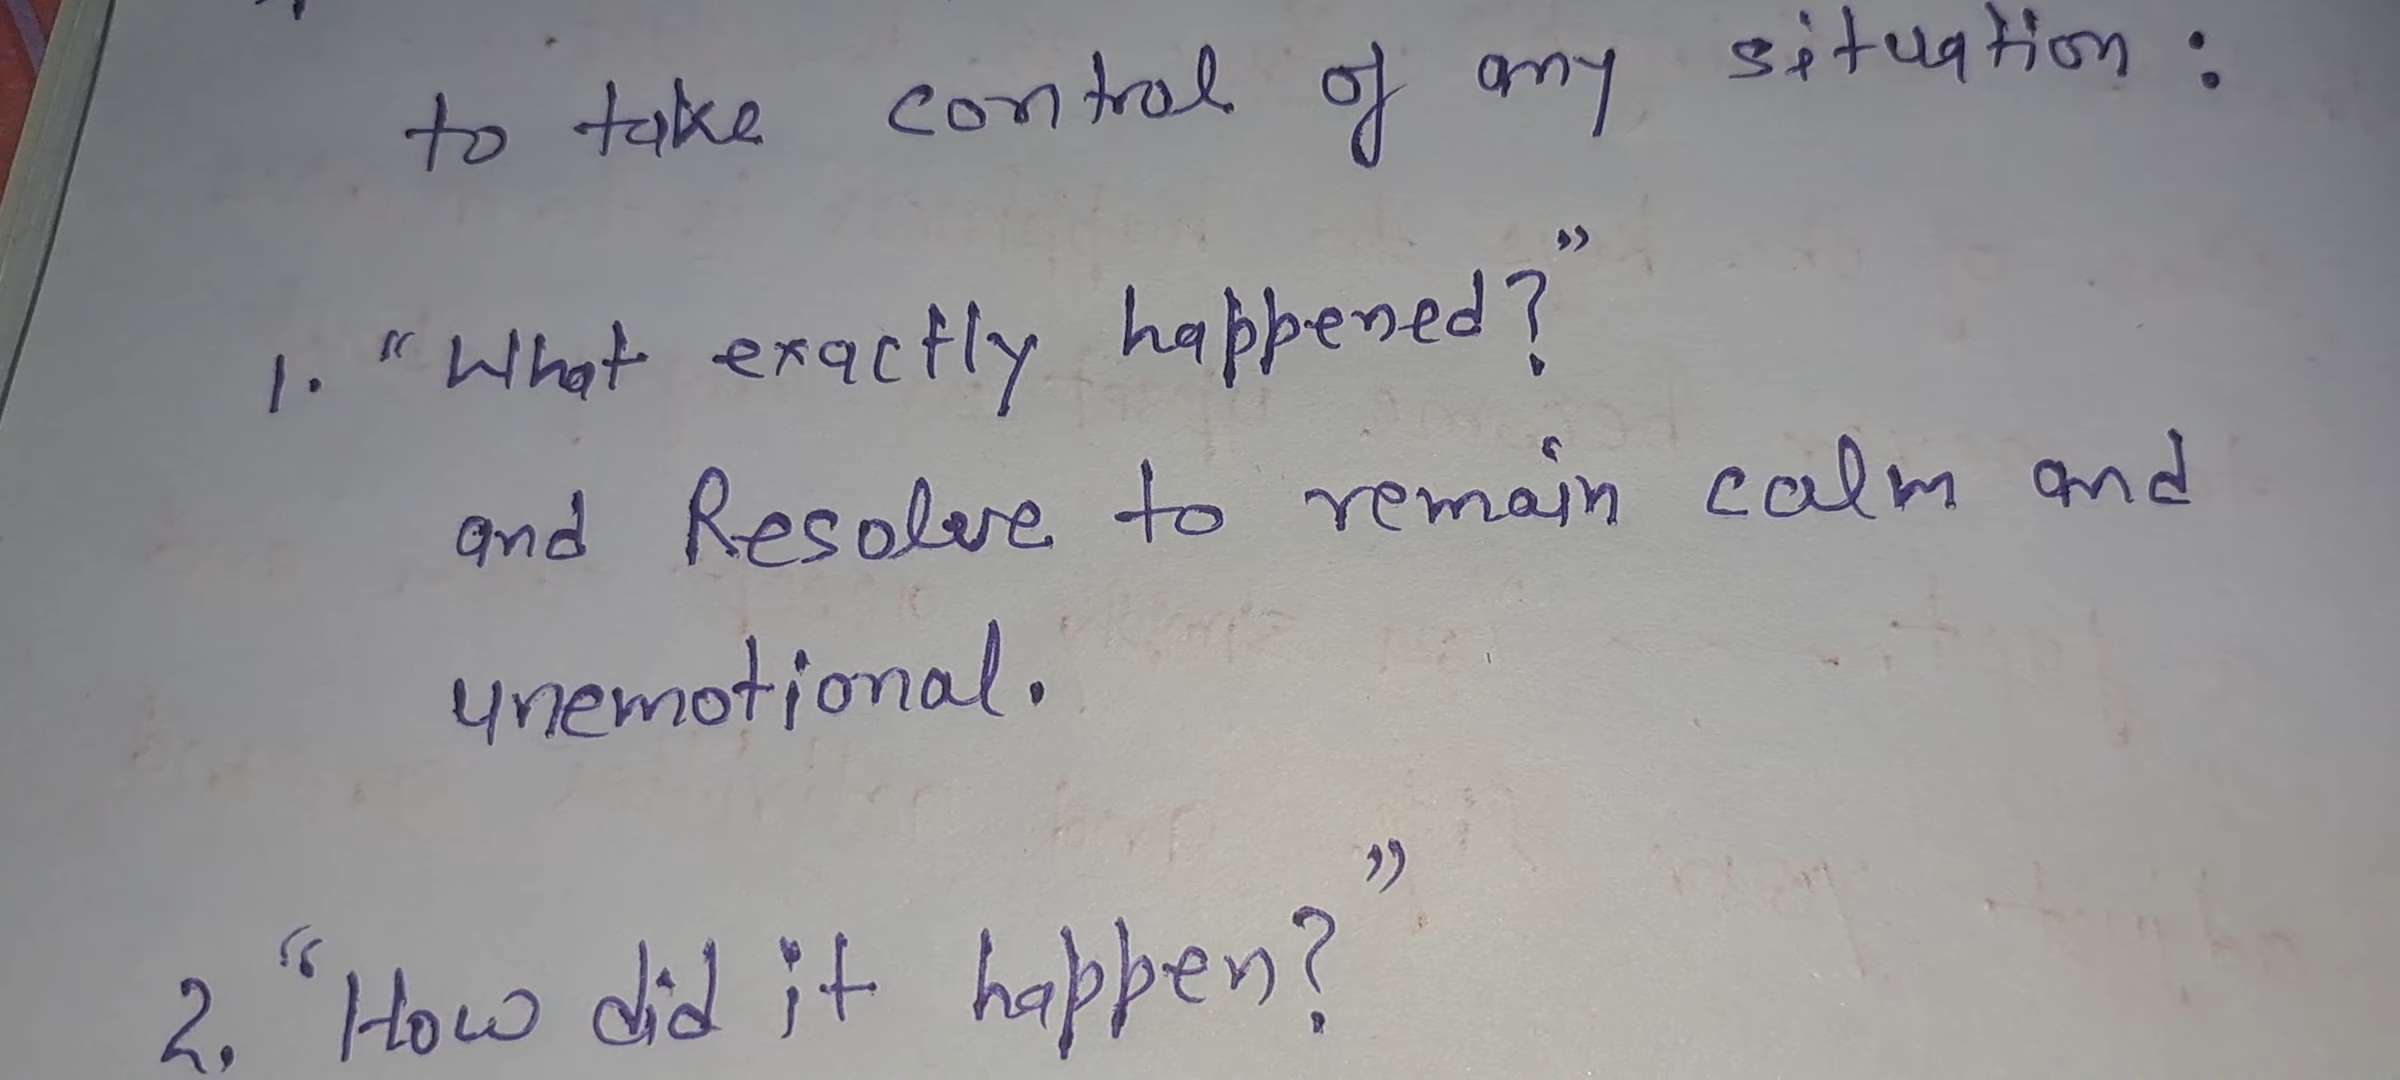 to take control of any situation :
1. "What exactly happened?"
and Resolve to remain calm and
unemotional.
2. "How did it happen?"